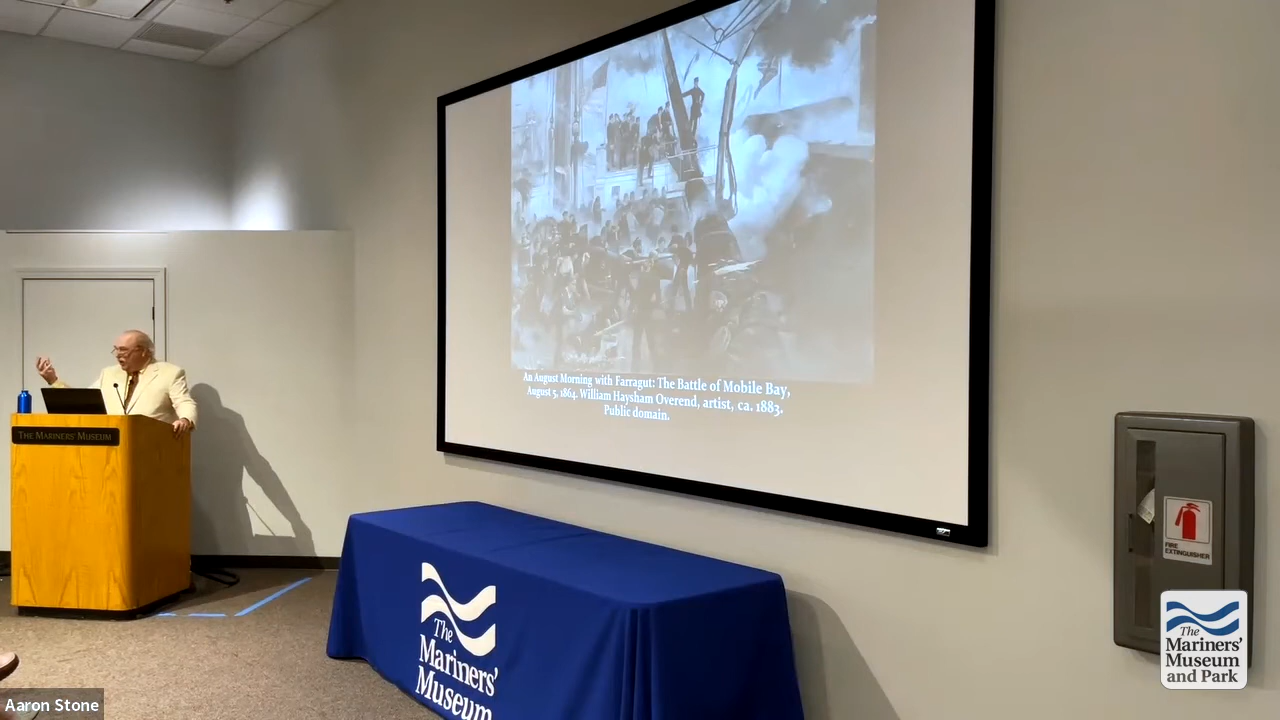 An August Morning with Farragut: The Battle of Mobile Bay,
August 5, 1864. William Haysham Overend, artist, ca. 1883.
Public domain.
THE MARINERS' MUSEUM
The
Mariners'
Museum
FIRE
EXTINGUISHER
The
Mariners'
Museum
and Park
Aaron Stone